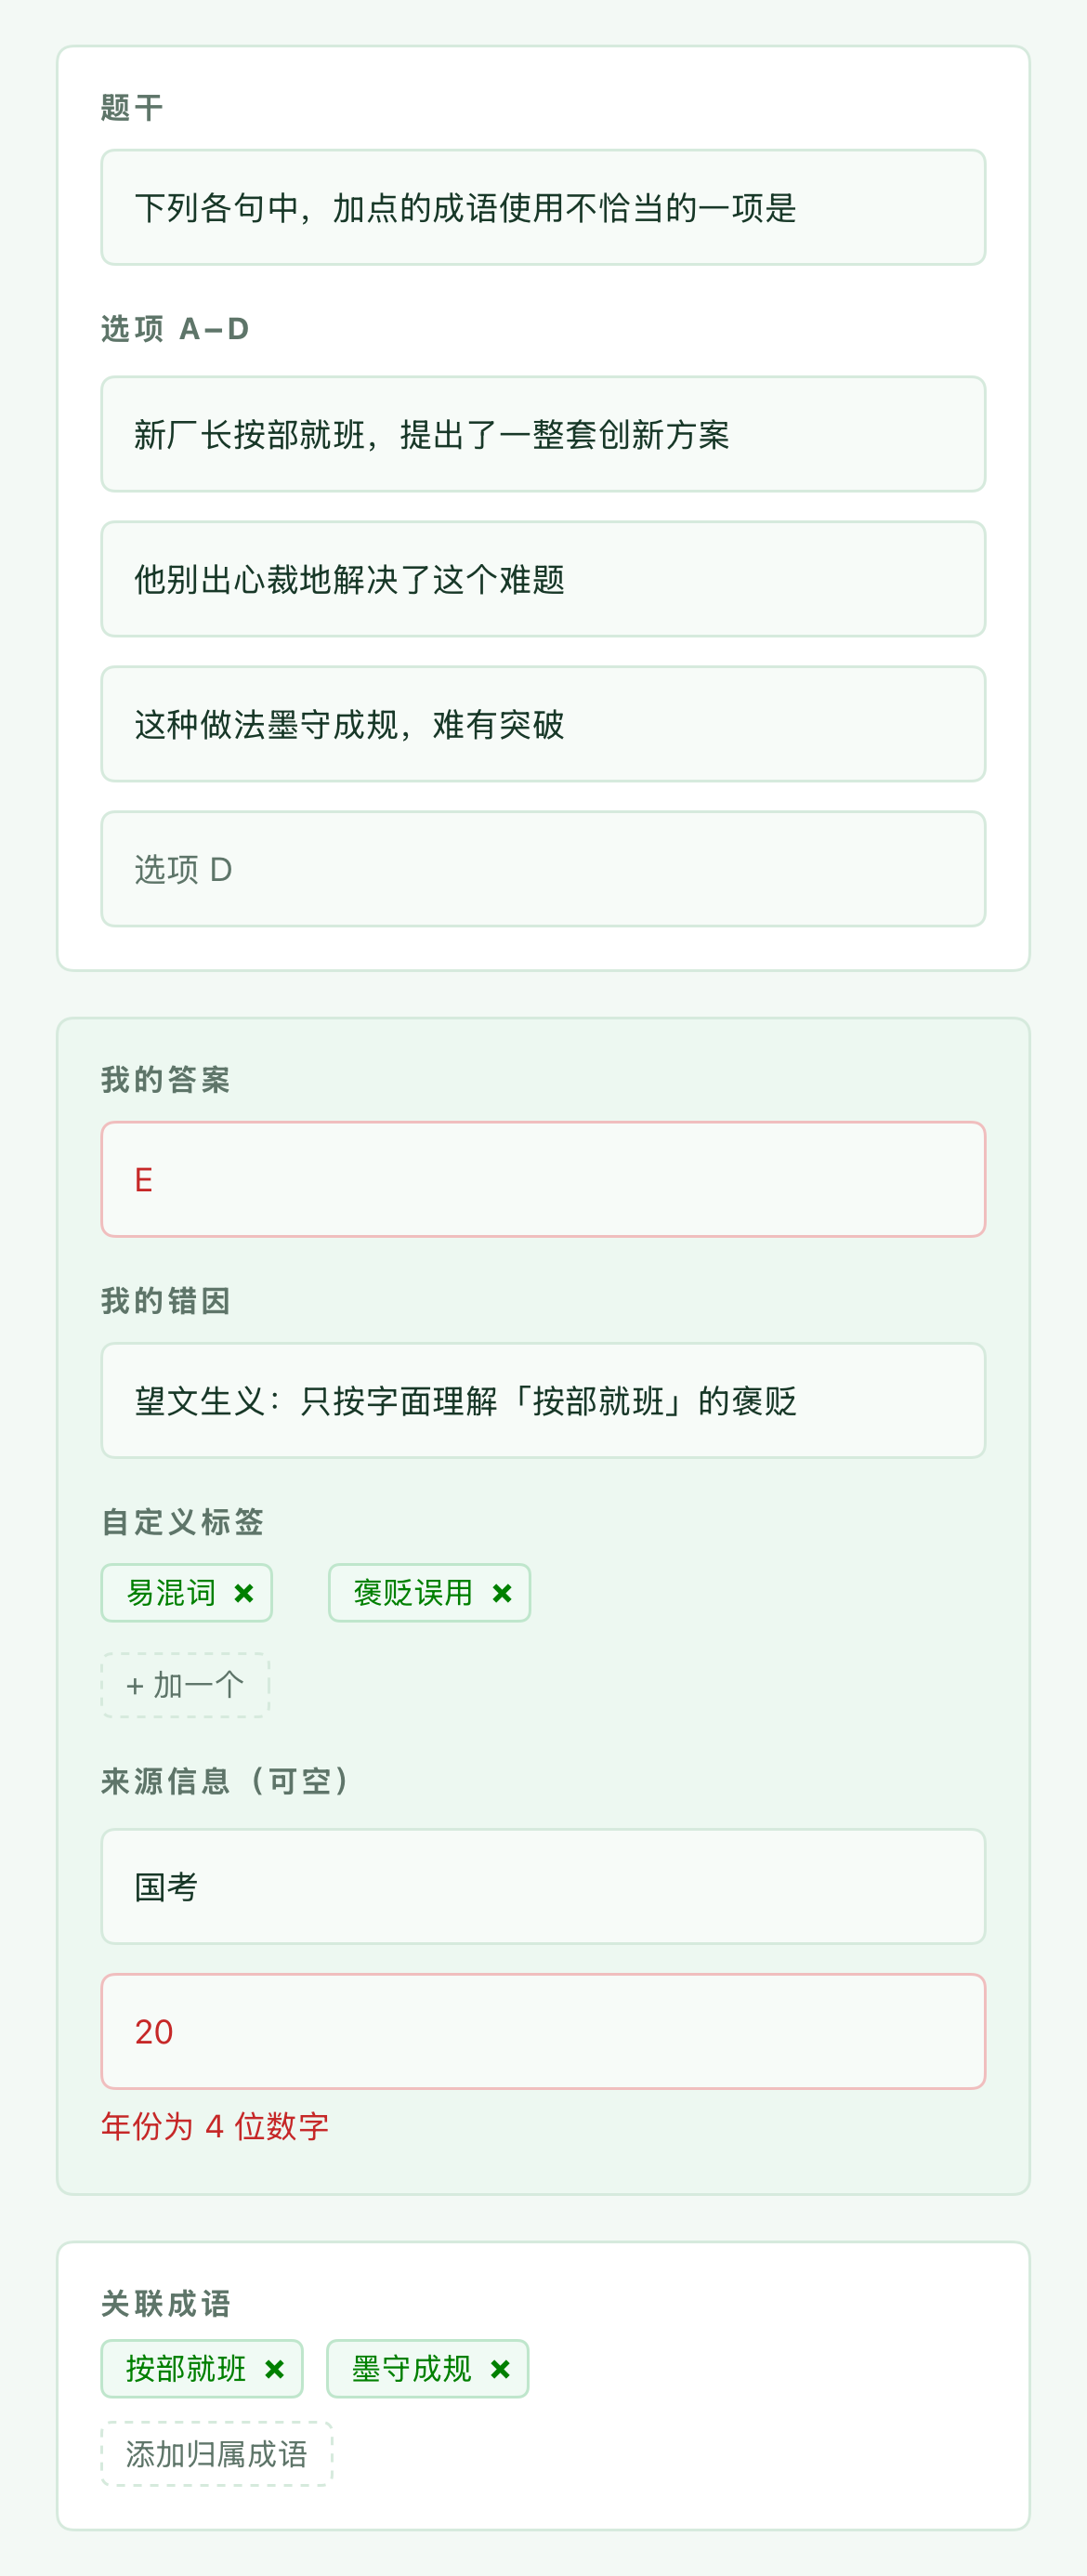 题干
下列各句中，加点的成语使用不恰当的一项是
选项 A–D
新厂长按部就班，提出了一整套创新方案
他别出心裁地解决了这个难题
这种做法墨守成规，难有突破
选项 D
我的答案
E
我的错因
望文生义：只按字面理解「按部就班」的褒贬
自定义标签
易混词 × 褒贬误用 ×
+ 加一个
来源信息（可空）
国考
20
年份为 4 位数字
关联成语
按部就班 × 墨守成规 ×
添加归属成语